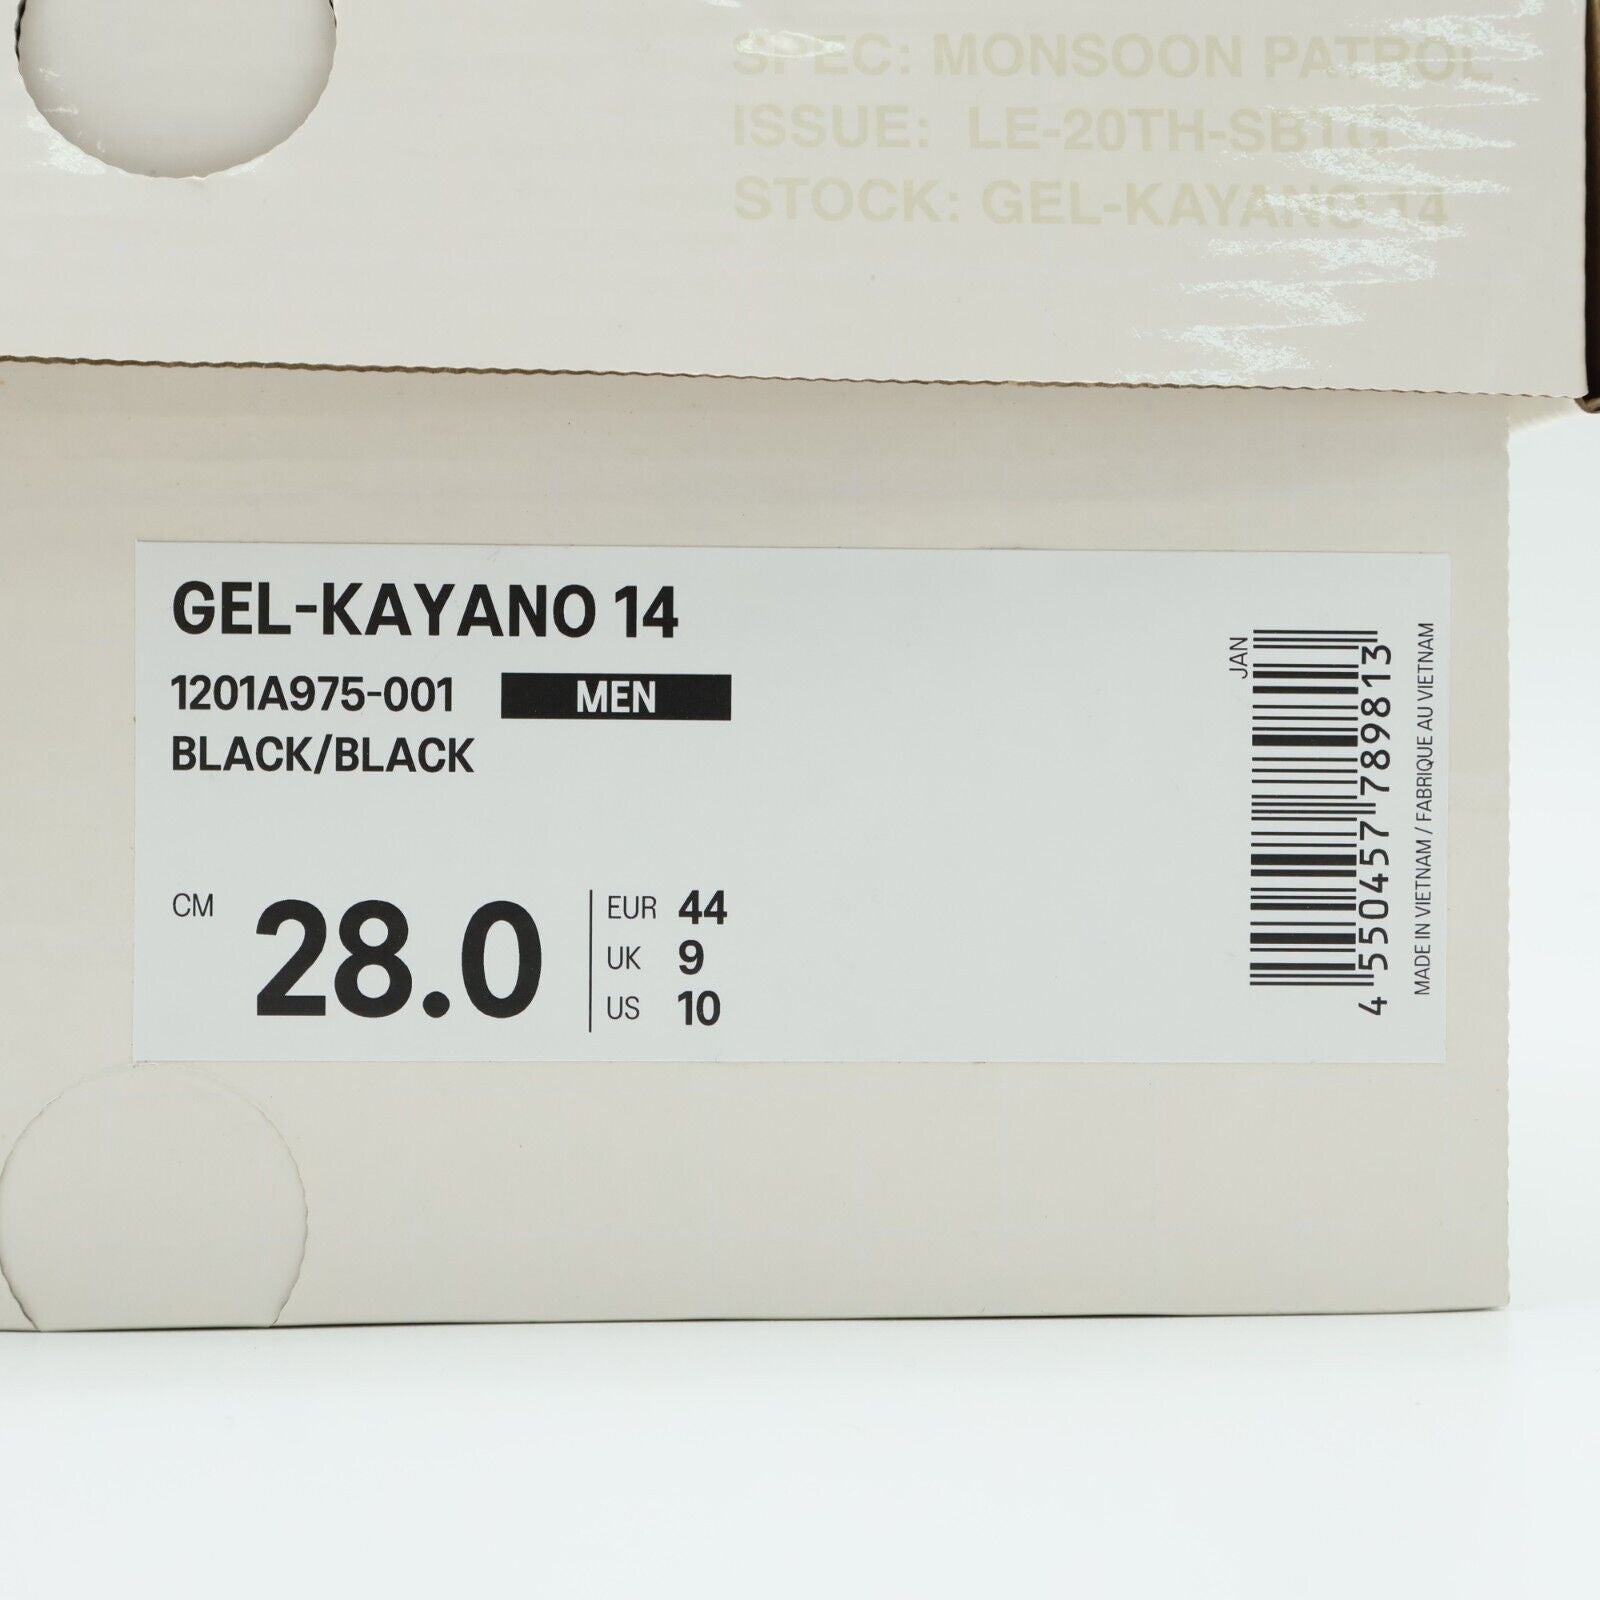 SPEC: MONSOON PATROL
ISSUE: LE-20TH-SBTG
STOCK: GEL-KAYANO 14
GEL-KAYANO 14
1201A975-001 MEN
BLACK/BLACK
CM 28.0
EUR 44
UK 9
US 10
JAN
4 550457 789813
MADE IN VIETNAM / FABRIQUE AU VIETNAM